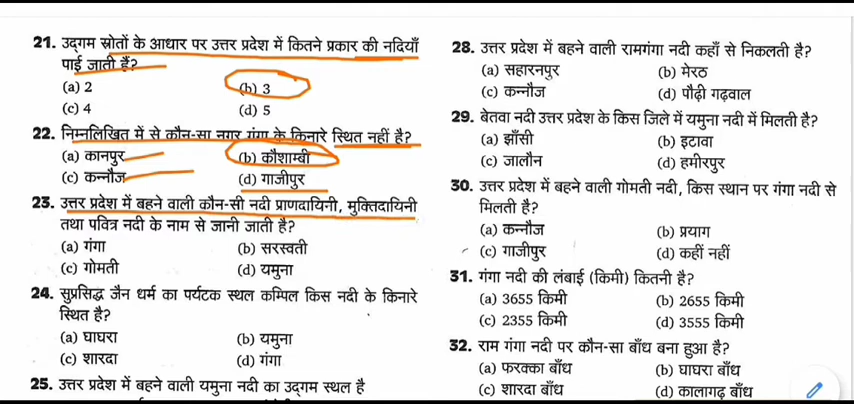 21. उद्गम स्रोतों के आधार पर उत्तर प्रदेश में कितने प्रकार की नदियाँ
पाई जाती हैं?
(a) 2 (b) 3
(c) 4 (d) 5
22. निम्नलिखित में से कौन-सा नगर गंगा के किनारे स्थित नहीं है?
(a) कानपुर (b) कौशाम्बी
(c) कन्नौज (d) गाजीपुर
23. उत्तर प्रदेश में बहने वाली कौन-सी नदी प्राणदायिनी, मुक्तिदायिनी
तथा पवित्र नदी के नाम से जानी जाती है?
(a) गंगा (b) सरस्वती
(c) गोमती (d) यमुना
24. सुप्रसिद्ध जैन धर्म का पर्यटक स्थल कम्पिल किस नदी के किनारे
स्थित है?
(a) घाघरा (b) यमुना
(c) शारदा (d) गंगा
25. उत्तर प्रदेश में बहने वाली यमुना नदी का उद्गम स्थल है
28. उत्तर प्रदेश में बहने वाली रामगंगा नदी कहाँ से निकलती है?
(a) सहारनपुर (b) मेरठ
(c) कन्नौज (d) पौढ़ी गढ़वाल
29. बेतवा नदी उत्तर प्रदेश के किस जिले में यमुना नदी में मिलती है?
(a) झाँसी (b) इटावा
(c) जालौन (d) हमीरपुर
30. उत्तर प्रदेश में बहने वाली गोमती नदी, किस स्थान पर गंगा नदी से
मिलती है?
(a) कन्नौज (b) प्रयाग
(c) गाजीपुर (d) कहीं नहीं
31. गंगा नदी की लंबाई (किमी) कितनी है?
(a) 3655 किमी (b) 2655 किमी
(c) 2355 किमी (d) 3555 किमी
32. राम गंगा नदी पर कौन-सा बाँध बना हुआ है?
(a) फरक्का बाँध (b) घाघरा बाँध
(c) शारदा बाँध (d) कालागढ़ बाँध